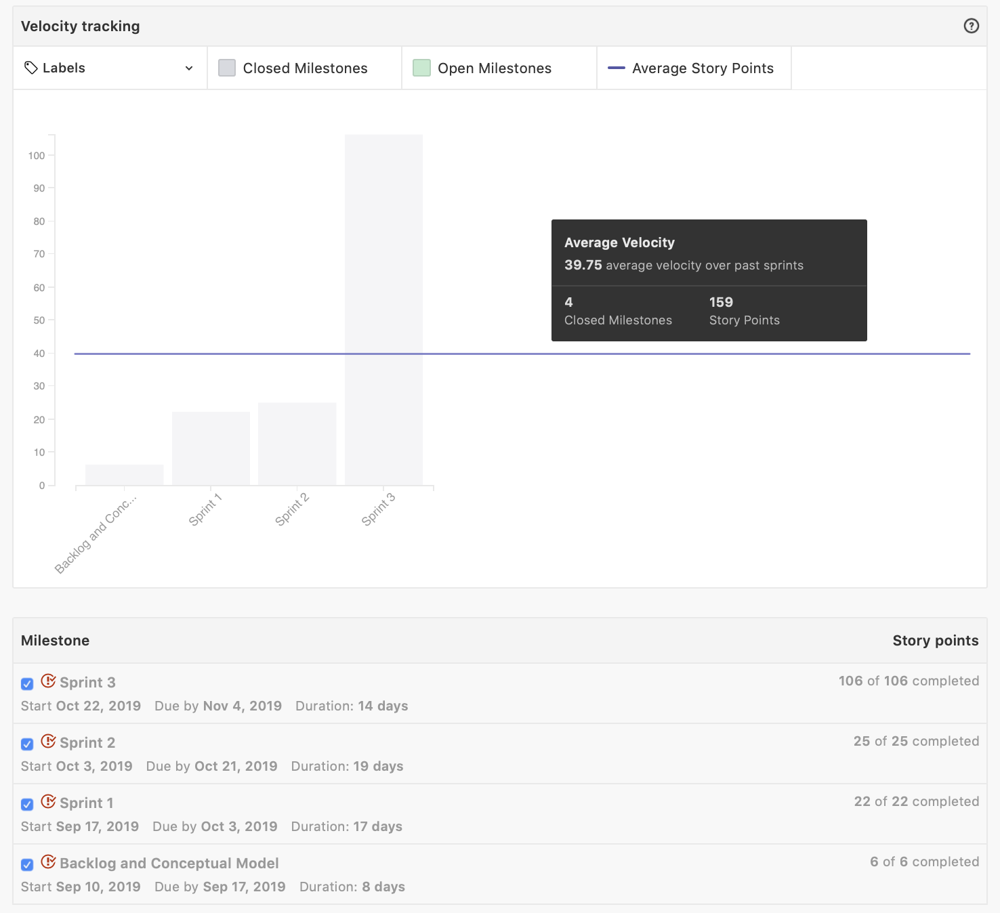 Velocity tracking
Labels
Closed Milestones
Open Milestones
Average Story Points
100
90
80
70
60
50
40
30
20
10
0
Backlog and Conc...
Sprint 1
Sprint 2
Sprint 3
Average Velocity
39.75 average velocity over past sprints
4
Closed Milestones
159
Story Points
Milestone
Story points
Sprint 3
106 of 106 completed
Start Oct 22, 2019 Due by Nov 4, 2019 Duration: 14 days
Sprint 2
25 of 25 completed
Start Oct 3, 2019 Due by Oct 21, 2019 Duration: 19 days
Sprint 1
22 of 22 completed
Start Sep 17, 2019 Due by Oct 3, 2019 Duration: 17 days
Backlog and Conceptual Model
6 of 6 completed
Start Sep 10, 2019 Due by Sep 17, 2019 Duration: 8 days